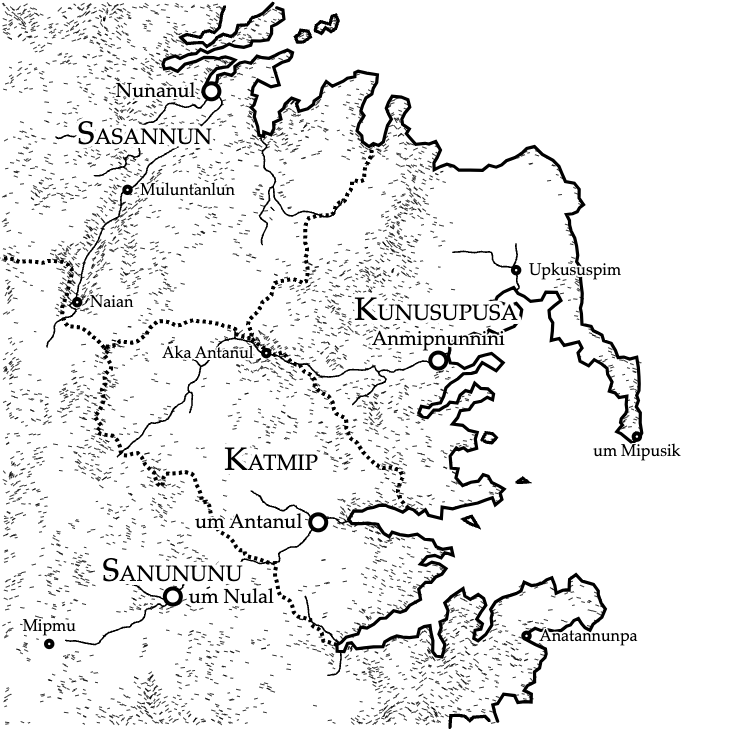 Nunanul
SASANNUN
Muluntanlun
Upkususpim
Naian
KUNUSUPUSA
Anmipnunnini
Aka Antanul
um Mipusik
KATMIP
um Antanul
SANUNUNU
um Nulal
Mipmu
Anatannunpa